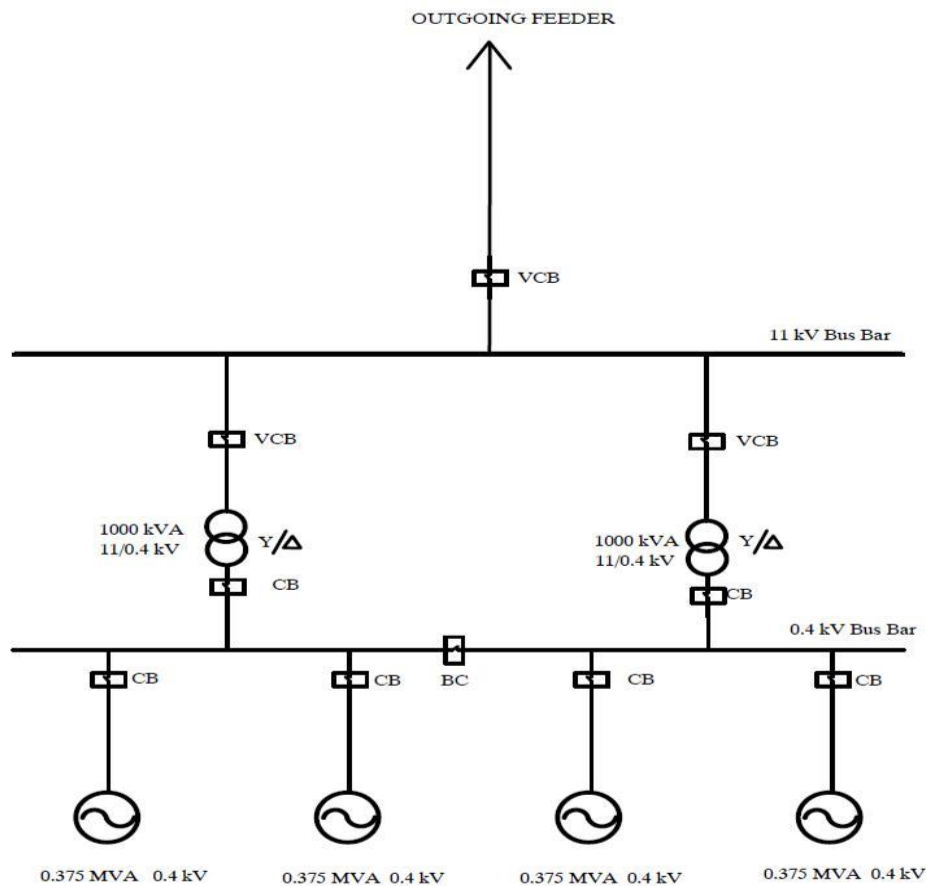 OUTGOING FEEDER
VCB
11 kV Bus Bar
VCB
VCB
1000 kVA
11/0.4 kV
Y/Δ
1000 kVA
11/0.4 kV
Y/Δ
CB
CB
0.4 kV Bus Bar
CB
CB
BC
CB
CB
0.375 MVA 0.4 kV
0.375 MVA 0.4 kV
0.375 MVA 0.4 kV
0.375 MVA 0.4 kV